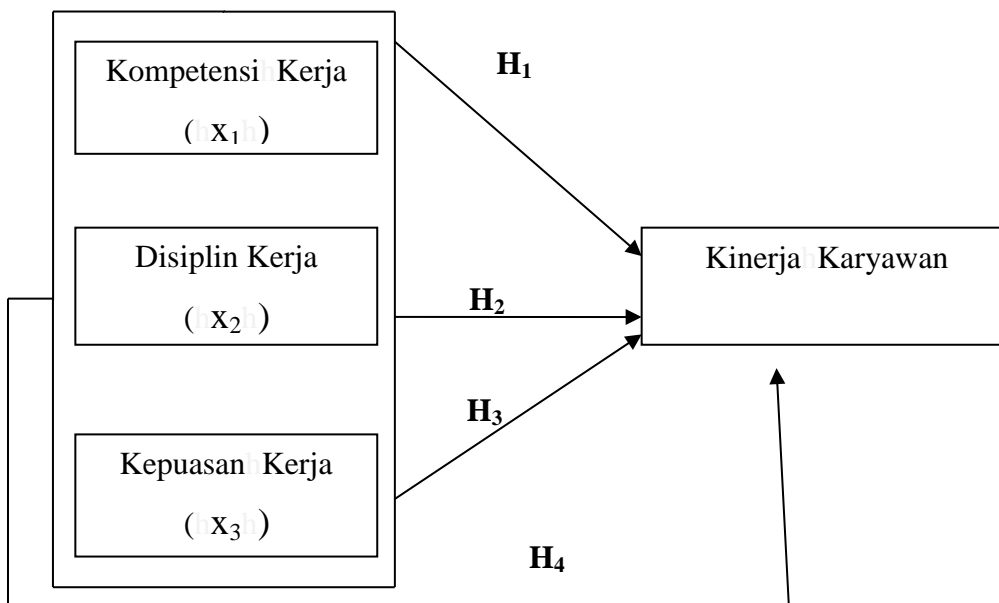 Kompetensi Kerja
(x₁)
H₁
Disiplin Kerja
(x₂)
H₂
Kinerja Karyawan
H₃
Kepuasan Kerja
(x₃)
H₄